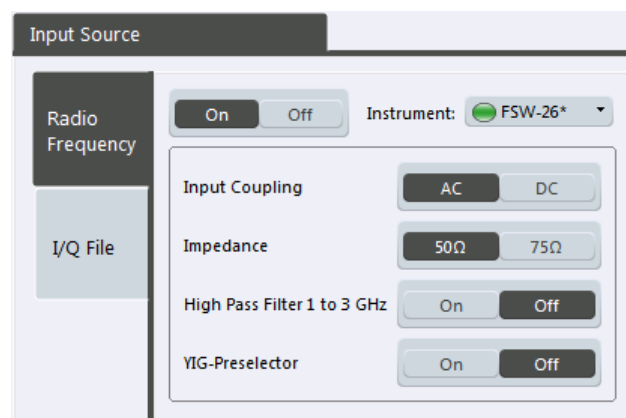 Input Source
Radio
Frequency
I/Q File
On Off Instrument: FSW-26*
Input Coupling AC DC
Impedance 50Ω 75Ω
High Pass Filter 1 to 3 GHz On Off
YIG-Preselector On Off